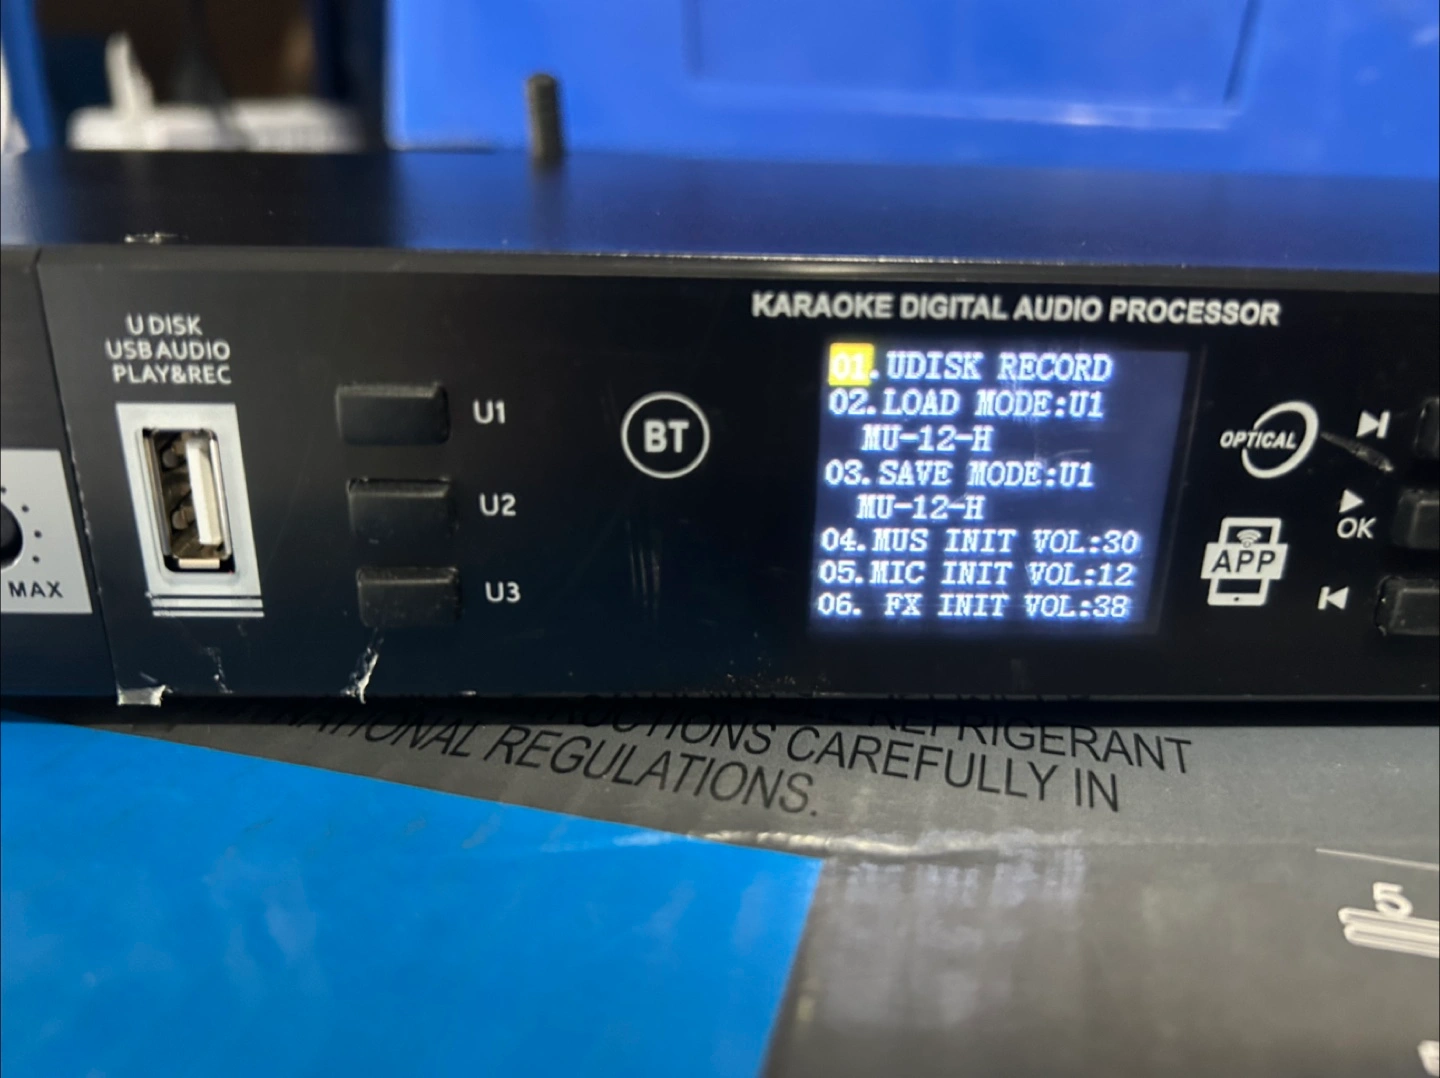 U DISK
USB AUDIO
PLAY&REC
MAX
U1
U2
U3
BT
KARAOKE DIGITAL AUDIO PROCESSOR
01.UDISK RECORD
02.LOAD MODE:U1
MU-12-H
03.SAVE MODE:U1
MU-12-H
04.MUS INIT VOL:30
05.MIC INIT VOL:12
06. FX INIT VOL:38
OPTICAL
APP
OK
REFRIGERANT
CAREFULLY IN
REGULATIONS.
5